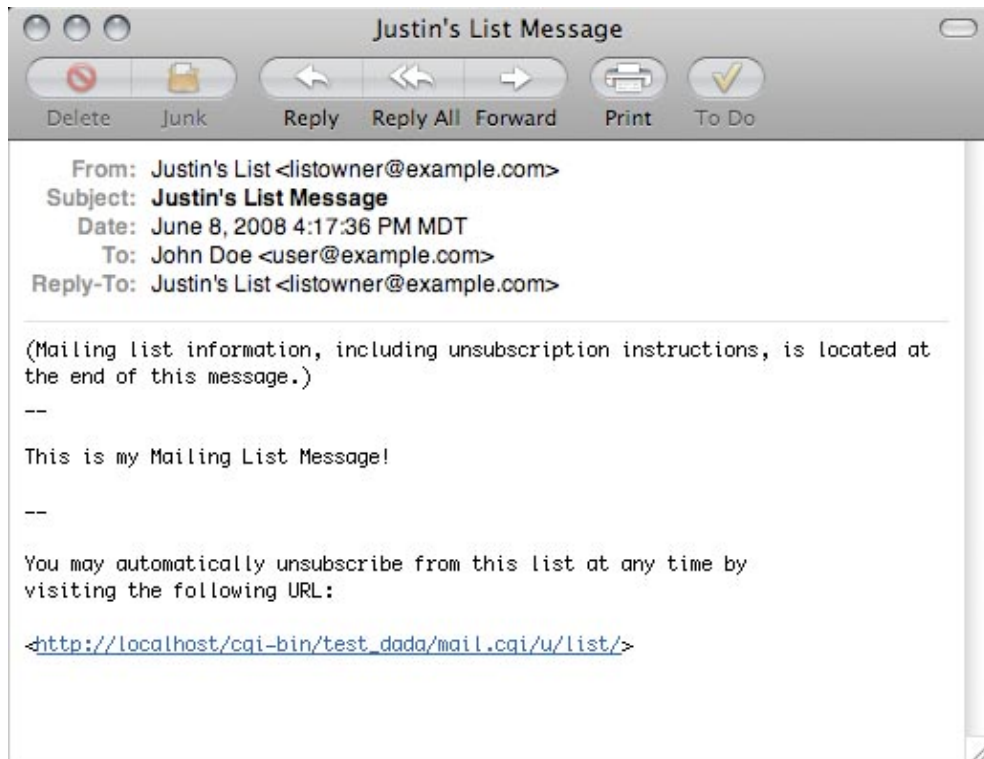 Justin's List Message
Delete Junk Reply Reply All Forward Print To Do
From: Justin's List <listowner@example.com>
Subject: Justin's List Message
Date: June 8, 2008 4:17:36 PM MDT
To: John Doe <user@example.com>
Reply-To: Justin's List <listowner@example.com>
(Mailing list information, including unsubscription instructions, is located at
the end of this message.)
--
This is my Mailing List Message!
--
You may automatically unsubscribe from this list at any time by
visiting the following URL:
<http://localhost/cgi-bin/test_dada/mail.cgi/u/list/>